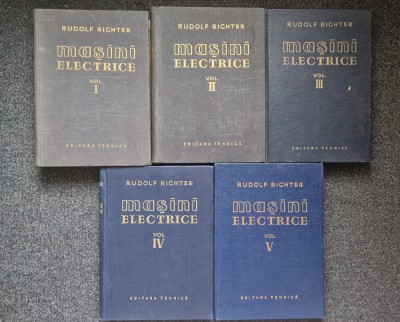 RUDOLF RICHTER
mașini
ELECTRICE
VOL.
I
EDITURA TEHNICĂ
RUDOLF RICHTER
mașini
ELECTRICE
VOL.
II
EDITURA TEHNICĂ
RUDOLF RICHTER
mașini
ELECTRICE
VOL.
III
EDITURA TEHNICĂ
RUDOLF RICHTER
mașini
ELECTRICE
VOL.
IV
EDITURA TEHNICĂ
RUDOLF RICHTER
mașini
ELECTRICE
VOL.
V
EDITURA TEHNICĂ